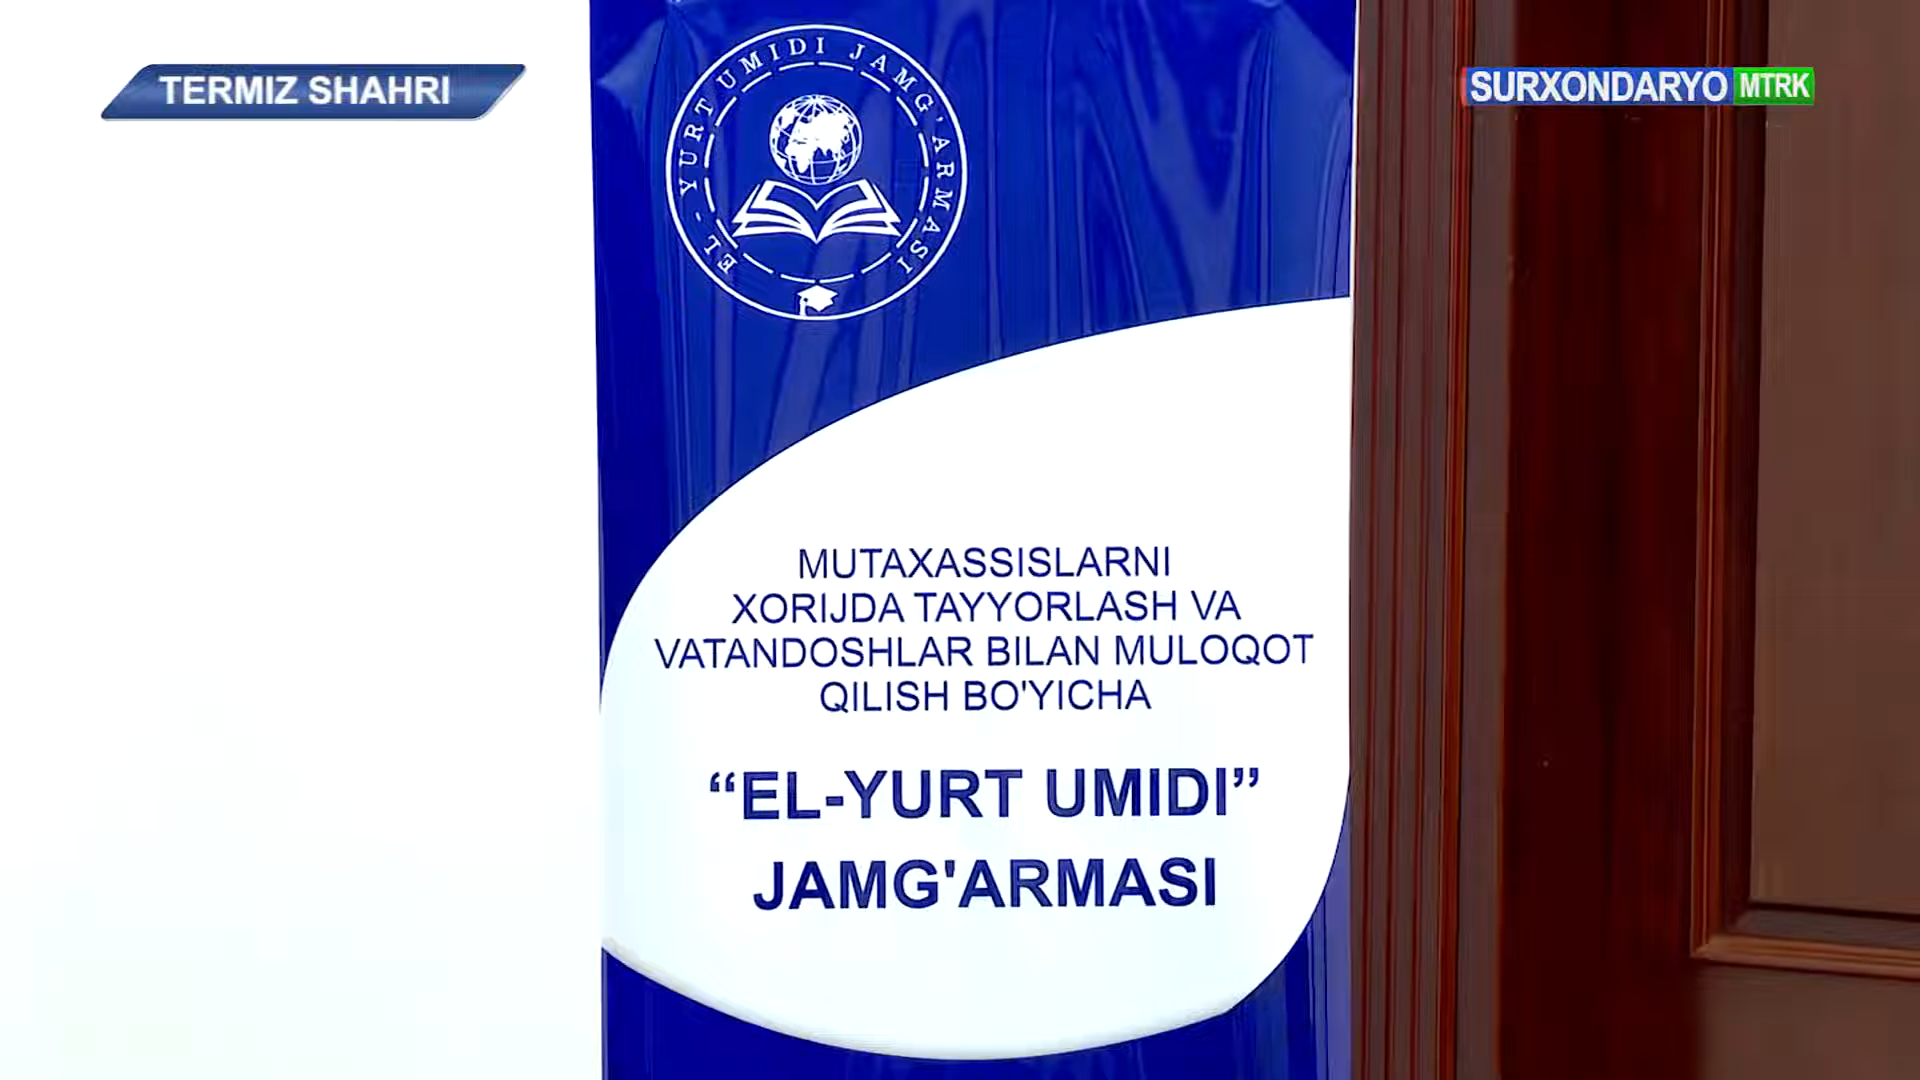 TERMIZ SHAHRI
SURXONDARYO MTRK
EL-YURT UMIDI JAMG'ARMASI
MUTAXASSISLARNI
XORIJDA TAYYORLASH VA
VATANDOSHLAR BILAN MULOQOT
QILISH BO'YICHA
“EL-YURT UMIDI”
JAMG'ARMASI